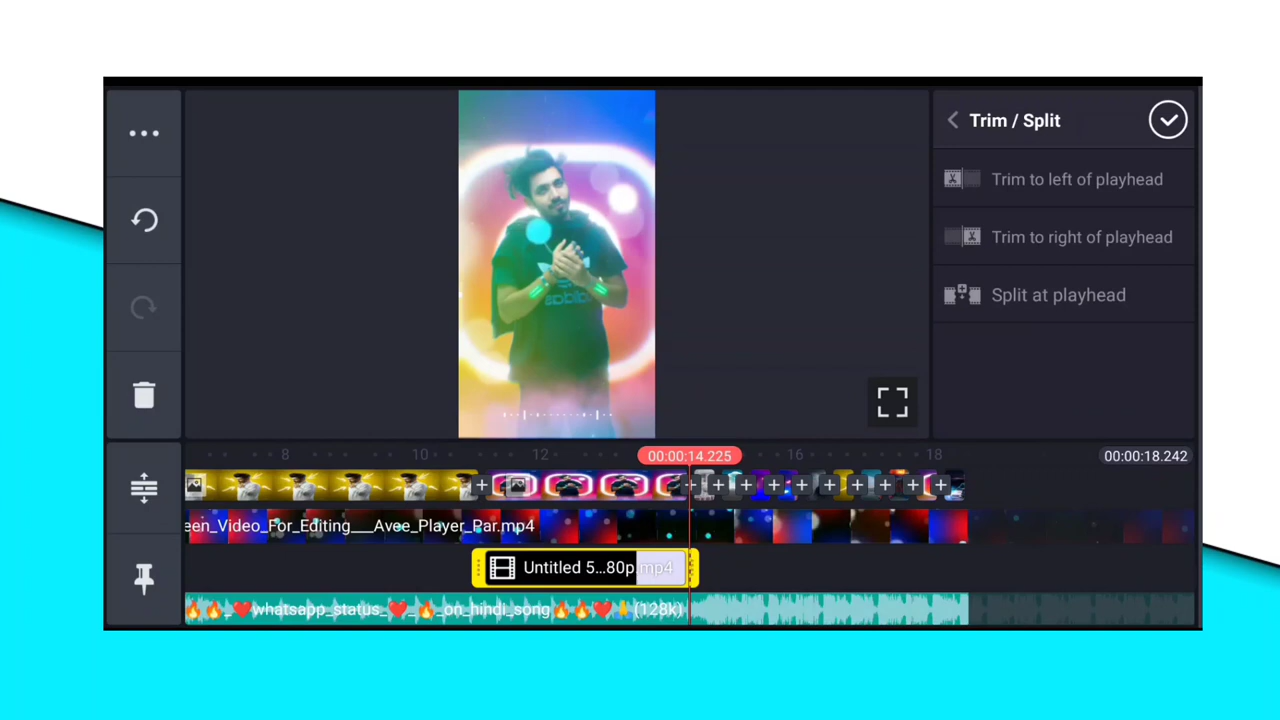 Trim / Split
Trim to left of playhead
Trim to right of playhead
Split at playhead
adidas
8
10
12
00:00:14.225
16
18
00:00:18.242
een_Video_For_Editing___Avee_Player_Par.mp4
Untitled 5...80p.mp4
🔥🔥_❤️whatsapp_status_❤️_🔥_on_hindi_song🔥🔥❤️👃(128k)